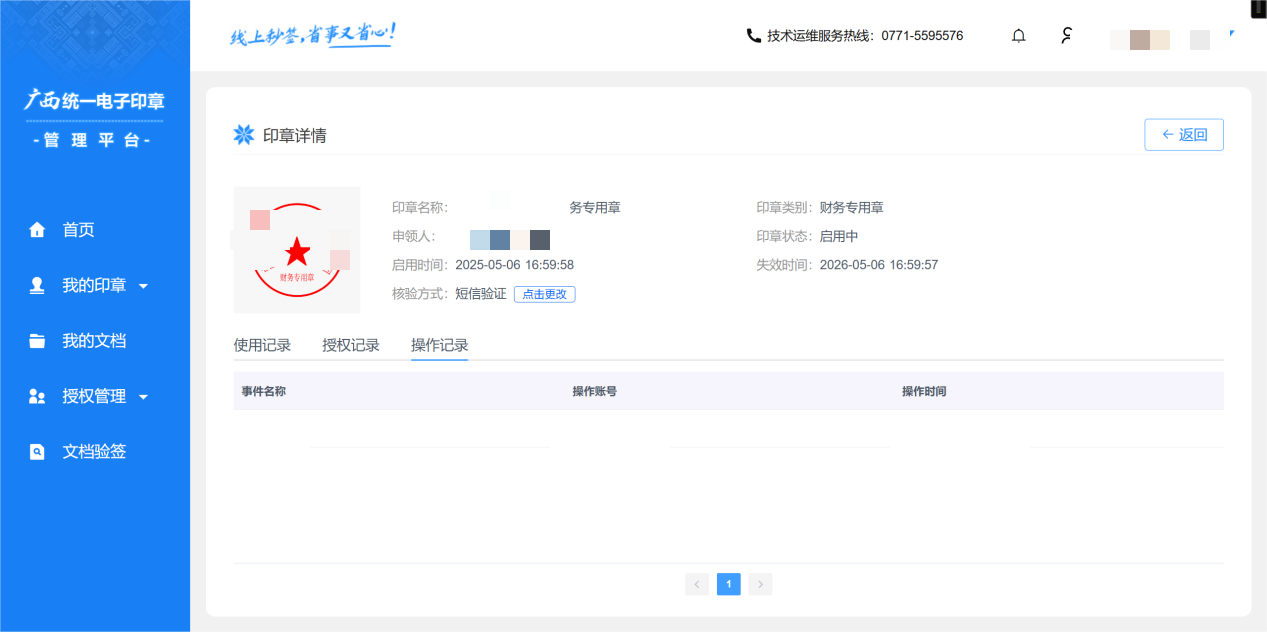 线上秒签,省事又省心!
技术运维服务热线：0771-5595576
广西统一电子印章
-管理平台-
首页
我的印章
我的文档
授权管理
文档验签
印章详情
返回
财务专用章
印章名称：
务专用章
印章类别：财务专用章
申领人：
印章状态：启用中
启用时间：2025-05-06 16:59:58
失效时间：2026-05-06 16:59:57
核验方式：短信验证 点击更改
使用记录 授权记录 操作记录
事件名称 操作账号 操作时间
1